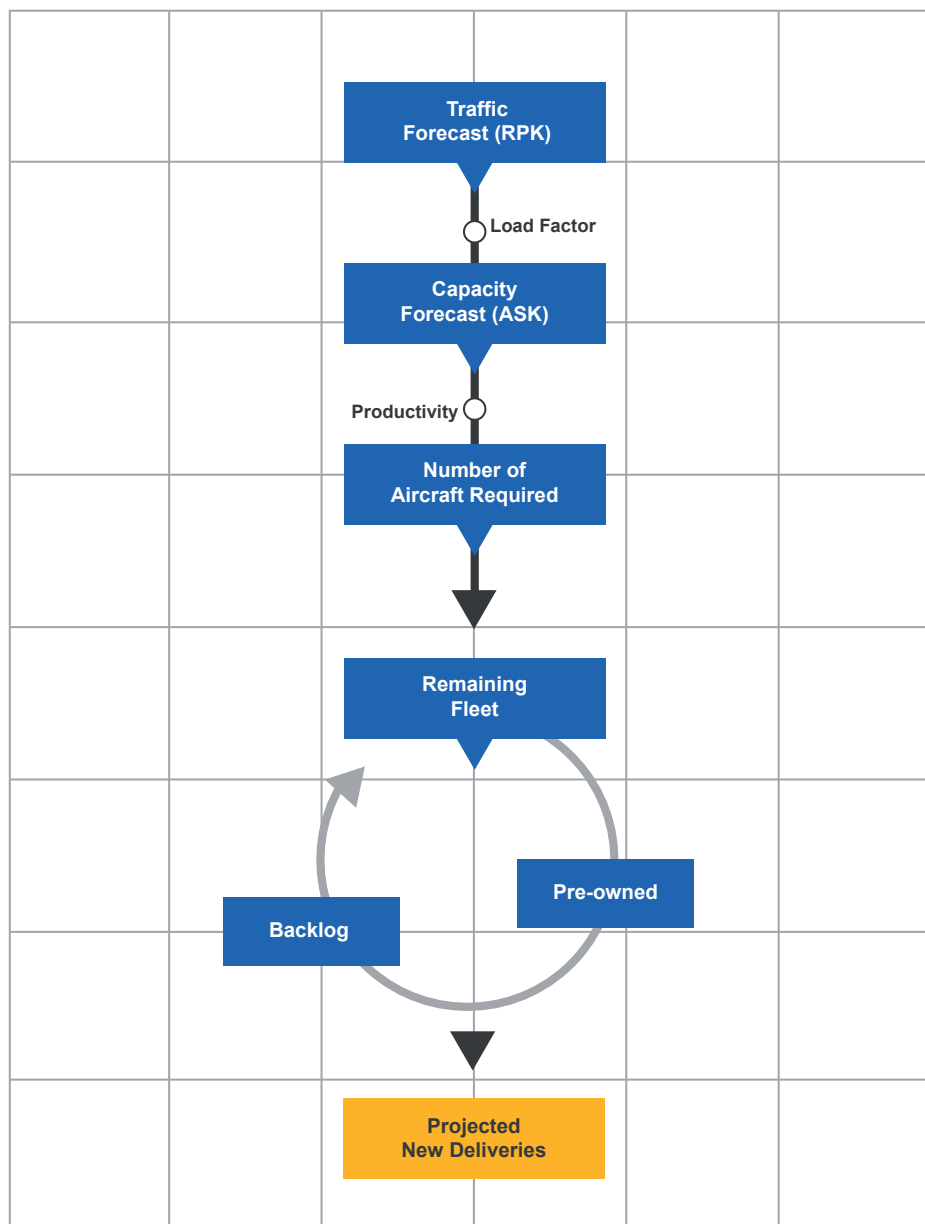 Traffic
Forecast (RPK)
Load Factor
Capacity
Forecast (ASK)
Productivity
Number of
Aircraft Required
Remaining
Fleet
Pre-owned
Backlog
Projected
New Deliveries